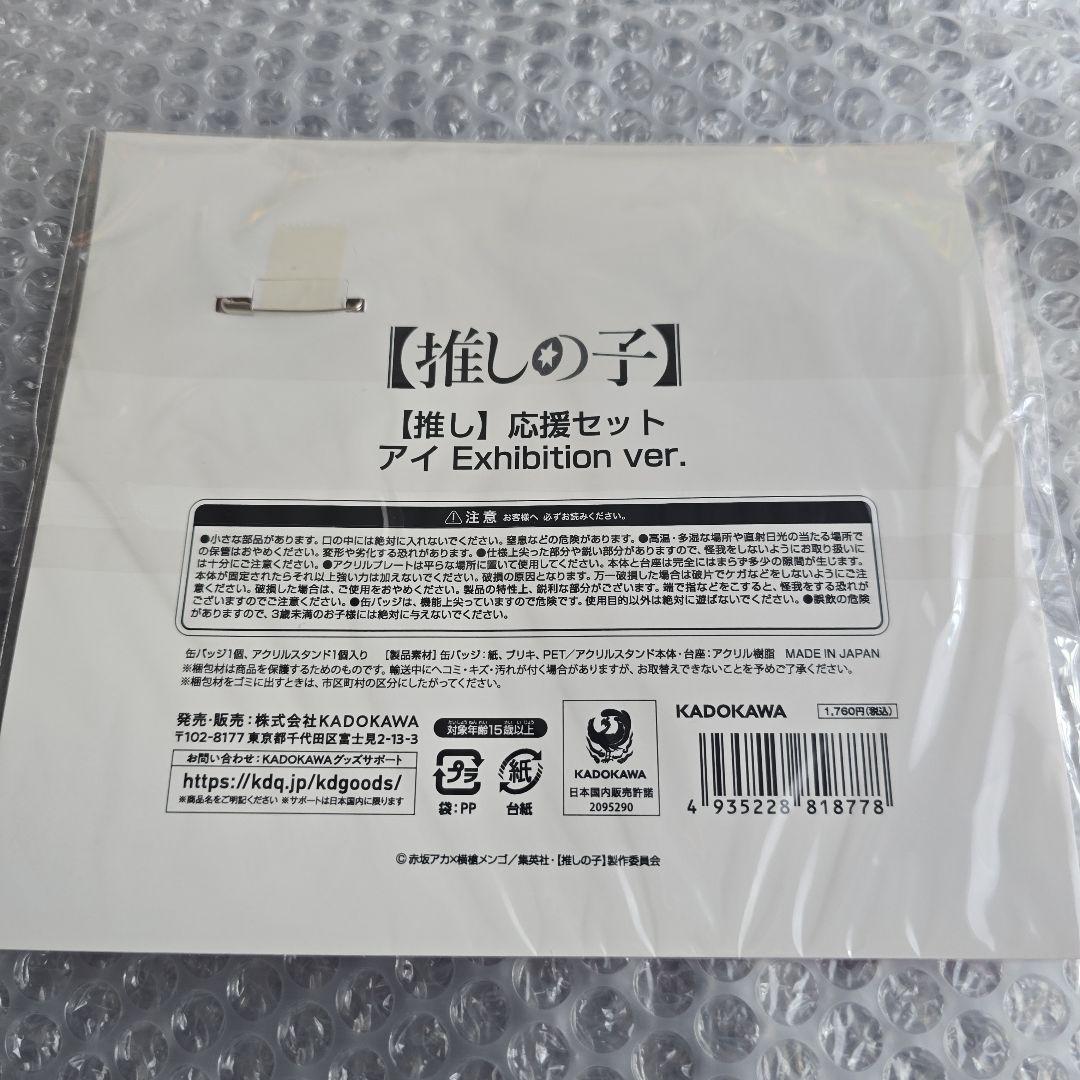 【推しの子】
【推し】応援セット
アイ Exhibition ver.
⚠注意 お客様へ 必ずお読みください。
●小さな部品があります。口の中には絶対に入れないでください。窒息などの危険があります。●高温・多湿な場所や直射日光の当たる場所で
の保管はおやめください。変形や劣化する恐れがあります。●仕様上尖った部分や鋭い部分がありますので、怪我をしないようにお取り扱いに
は十分にご注意ください。●アクリルプレートは平らな場所に置いて使用してください。本体と台座は完全にはまらず多少の隙間が生じます。
本体が固定されたらそれ以上強い力は加えないでください。破損の原因となります。万一破損した場合は破片でケガなどをしないようにご注
意ください。破損した場合は、ご使用をおやめください。製品の特性上、鋭利な部分がございます。端で指などをこすると、怪我をする恐れが
ございますのでご注意ください。●缶バッジは、機能上尖っていますので危険です。使用目的以外は絶対に遊ばないでください。●誤飲の危険
がありますので、3歳未満のお子様には絶対に与えないでください。
缶バッジ1個、アクリルスタンド1個入り [製品素材]缶バッジ:紙、ブリキ、PET/アクリルスタンド本体・台座:アクリル樹脂 MADE IN JAPAN
※梱包材は商品を保護するためのものです。輸送中にヘコミ・キズ・汚れが付く場合がありますが、お取替えできないことを予めご了承ください。
※梱包材をゴミに出すときは、市区町村の区分にしたがってください。
発売・販売:株式会社KADOKAWA
〒102-8177 東京都千代田区富士見2-13-3
お問い合わせ:KADOKAWAグッズサポート
https://kdq.jp/kdgoods/
※商品名をご明記ください ※サポートは日本国内に限ります
たいしょうねんれい さいいじょう
対象年齢15歳以上
プラ
袋:PP
紙
台紙
KADOKAWA
日本国内販売許諾
2095290
KADOKAWA
1,760円(税込)
4 935228 818778
©赤坂アカ×横槍メンゴ/集英社・【推しの子】製作委員会